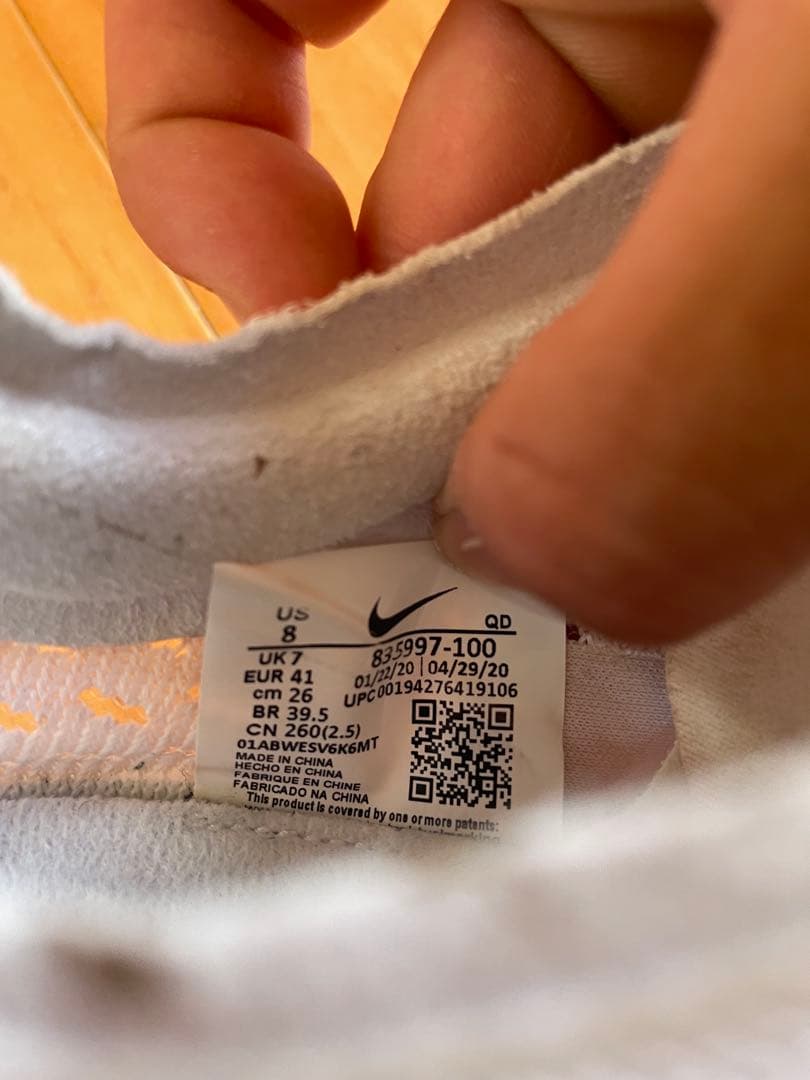 US
8
UK 7
EUR 41
cm 26
BR 39.5
CN 260(2.5)
01ABWESV6K6MT
QD
835997-100
01/22/20 | 04/29/20
UPC 00194276419106
MADE IN CHINA
HECHO EN CHINA
FABRIQUE EN CHINE
FABRICADO NA CHINA
This product is covered by one or more patents: